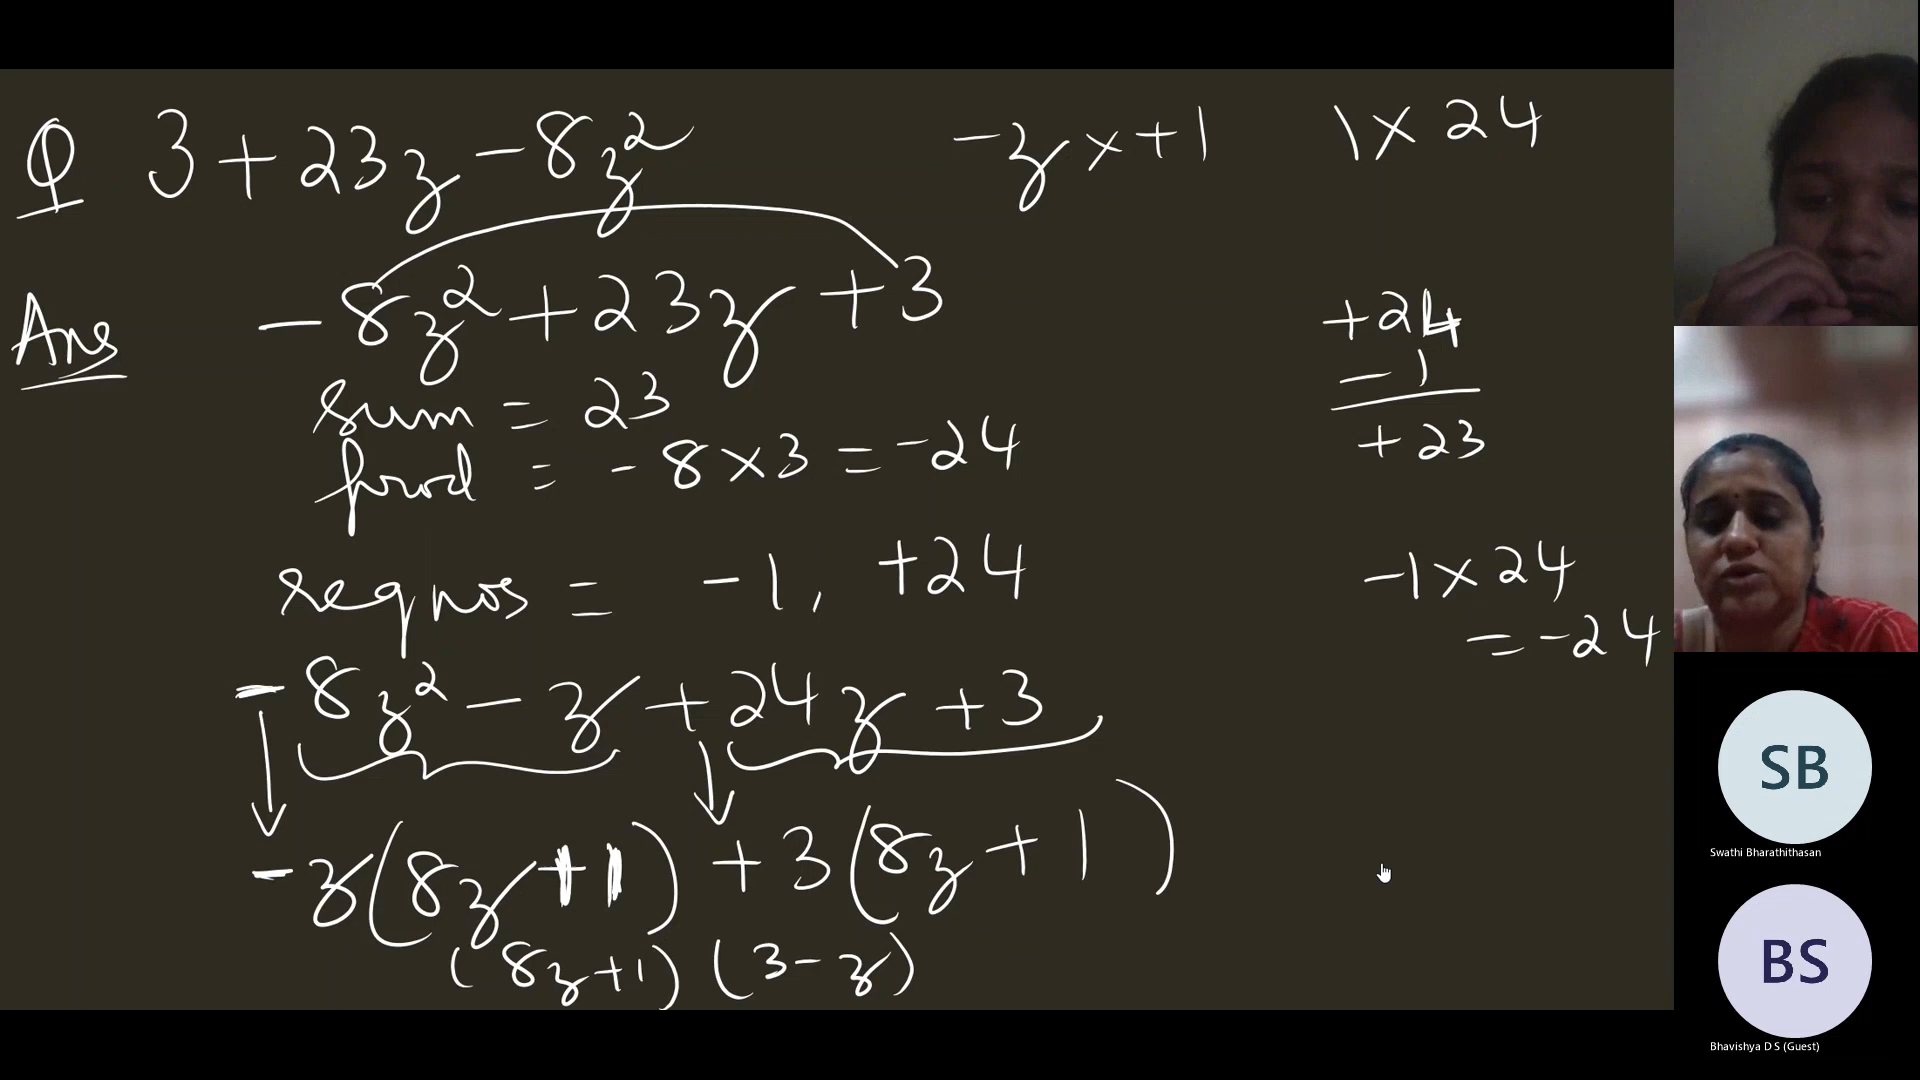 Q 3 + 23z - 8z²
-z x + 1
1 x 24
Ans -8z² + 23z + 3
sum = 23
prod = -8 x 3 = -24
+24
-1
+23
req nos = -1, +24
-1 x 24
= -24
-8z² - z + 24z + 3
-z(8z+1) + 3(8z+1)
(8z+1) (3-z)
SB
Swathi Bharathithasan
BS
Bhavishya D S (Guest)